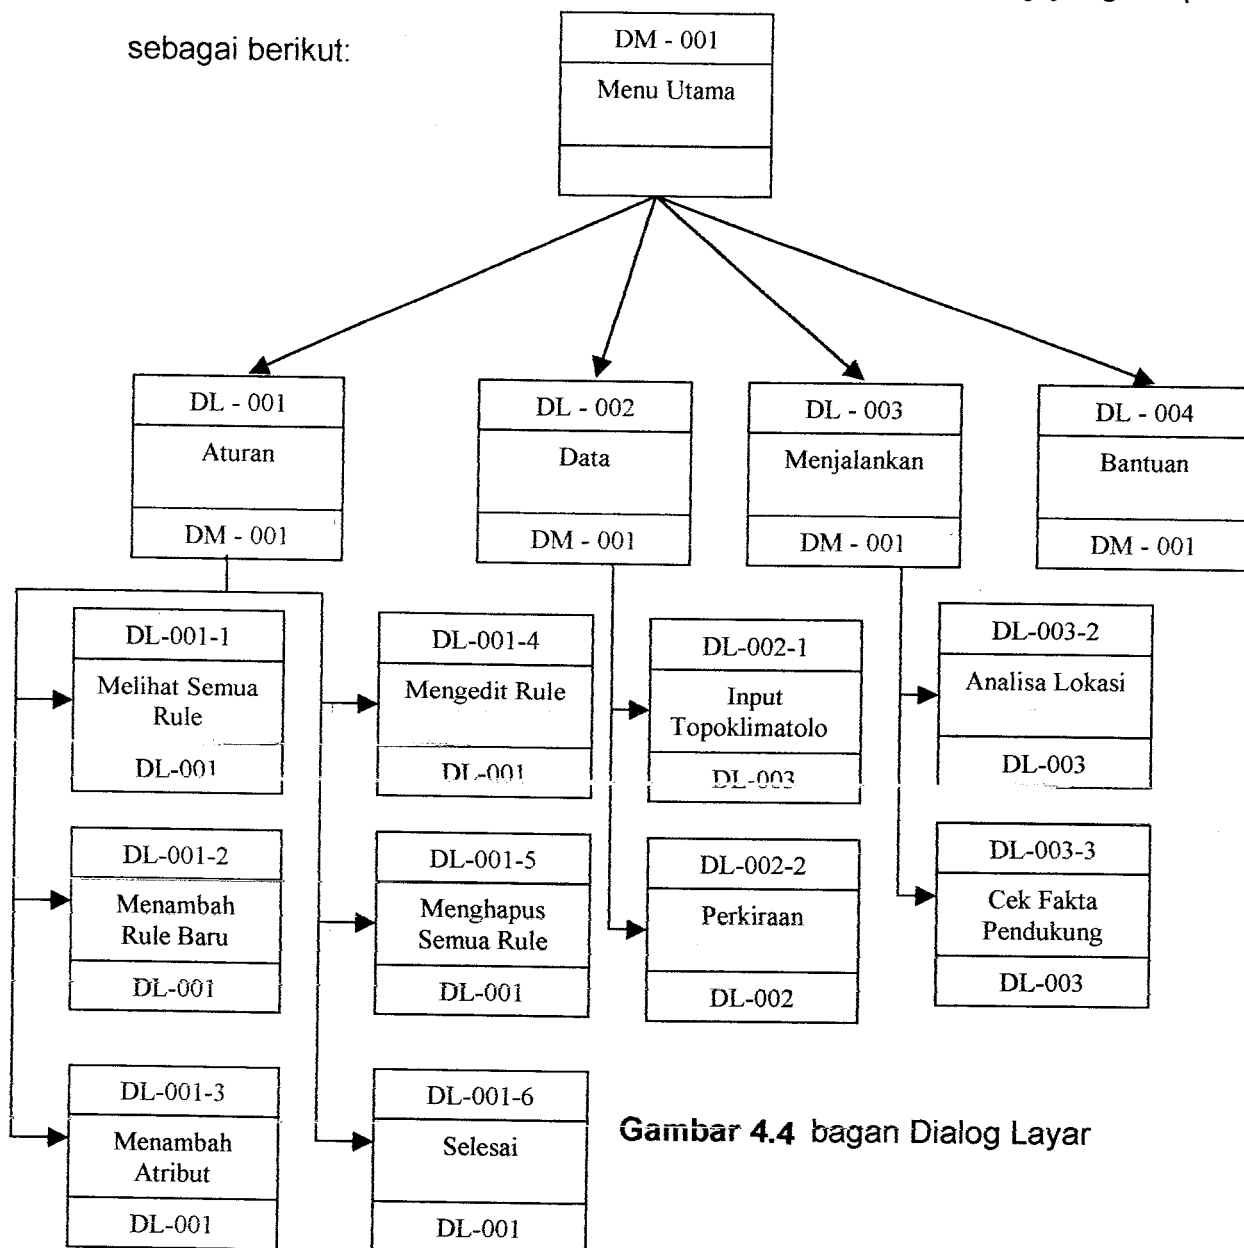 sebagai berikut:
DM - 001
Menu Utama
DL - 001
Aturan
DM - 001
DL - 002
Data
DM - 001
DL - 003
Menjalankan
DM - 001
DL - 004
Bantuan
DM - 001
DL-001-1
Melihat Semua
Rule
DL-001
DL-001-4
Mengedit Rule
DL-001
DL-002-1
Input
Topoklimatolo
DL-003
DL-003-2
Analisa Lokasi
DL-003
DL-001-2
Menambah
Rule Baru
DL-001
DL-001-5
Menghapus
Semua Rule
DL-001
DL-002-2
Perkiraan
DL-002
DL-003-3
Cek Fakta
Pendukung
DL-003
DL-001-3
Menambah
Atribut
DL-001
DL-001-6
Selesai
DL-001
Gambar 4.4 bagan Dialog Layar